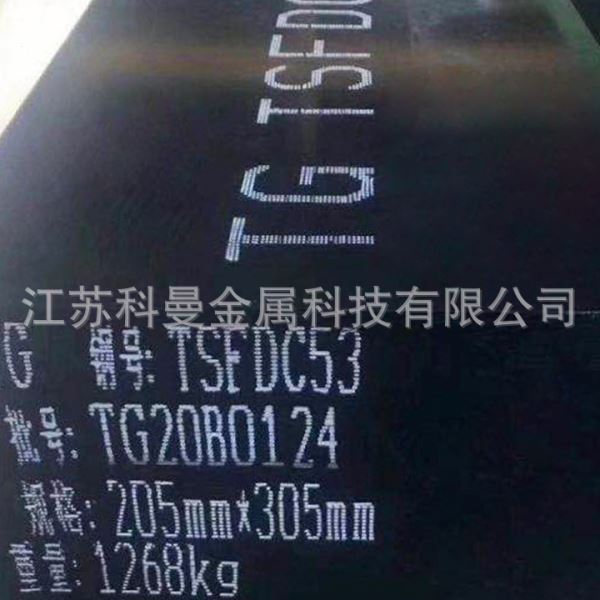 TG TSFDC
江苏科曼金属科技有限公司
G 钢号: TSFDC53
批号: TG20B0124
规格: 205mm*305mm
重量: 1268kg